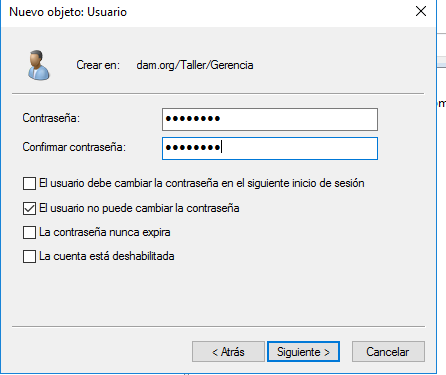 Nuevo objeto: Usuario
Crear en: dam.org/Taller/Gerencia
Contraseña: ●●●●●●●●
Confirmar contraseña: ●●●●●●●●
El usuario debe cambiar la contraseña en el siguiente inicio de sesión
El usuario no puede cambiar la contraseña
La contraseña nunca expira
La cuenta está deshabilitada
< Atrás Siguiente > Cancelar